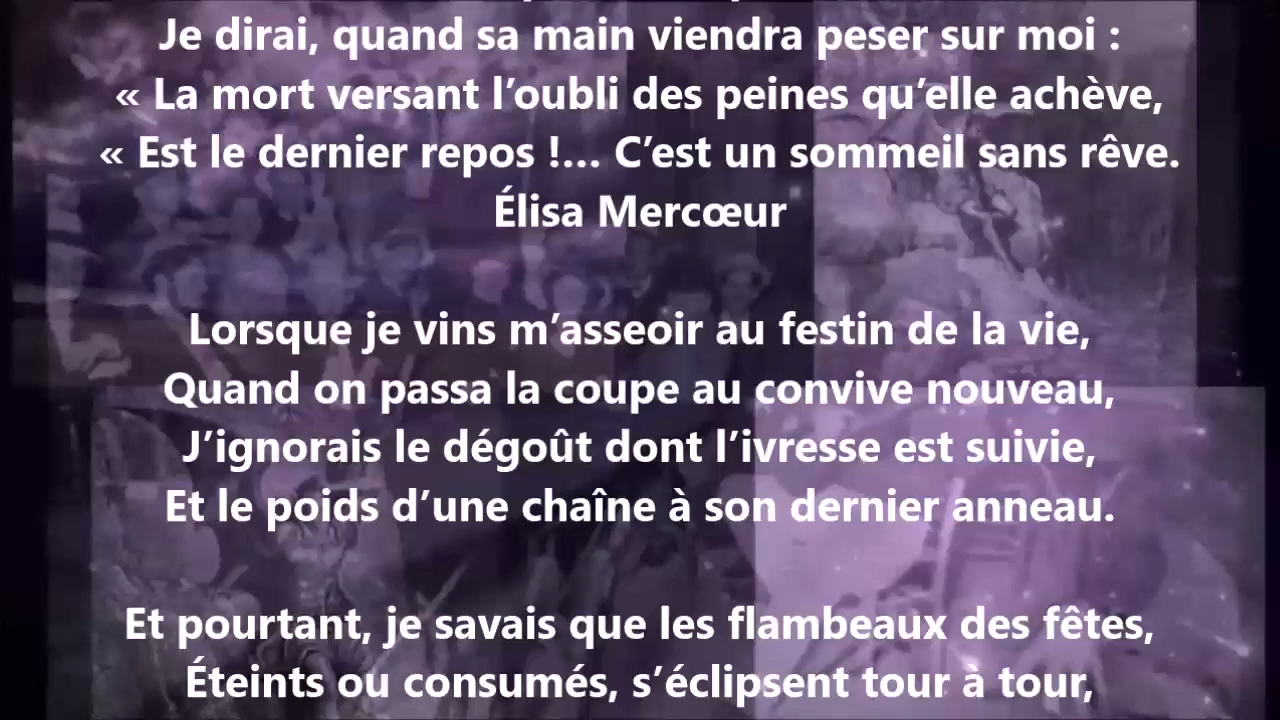 Je dirai, quand sa main viendra peser sur moi :
« La mort versant l’oubli des peines qu’elle achève,
« Est le dernier repos !… C’est un sommeil sans rêve.
Élisa Mercœur
Lorsque je vins m’asseoir au festin de la vie,
Quand on passa la coupe au convive nouveau,
J’ignorais le dégoût dont l’ivresse est suivie,
Et le poids d’une chaîne à son dernier anneau.
Et pourtant, je savais que les flambeaux des fêtes,
Éteints ou consumés, s’éclipsent tour à tour,